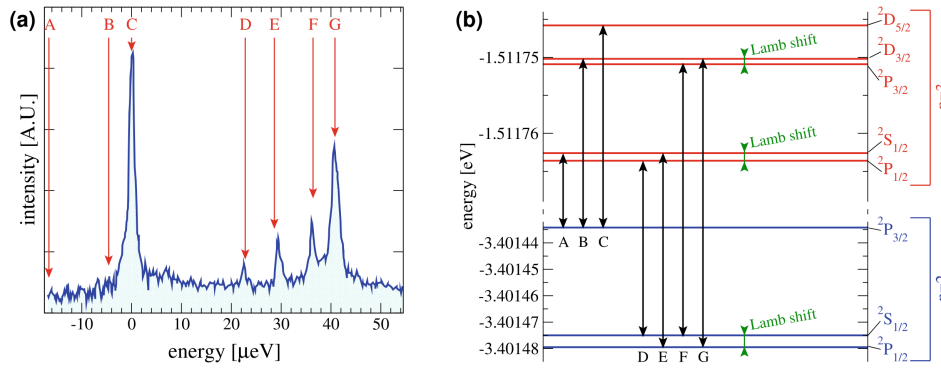 (a)
A B C D E F G
intensity [A.U.]
-10 0 10 20 30 40 50
energy [μeV]
(b)
energy [eV]
-1.51175
-1.51176
-3.40144
-3.40145
-3.40146
-3.40147
-3.40148
²D₅/₂
²D₃/₂
²P₃/₂
²S₁/₂
²P₁/₂
²P₃/₂
²S₁/₂
²P₁/₂
Lamb shift
Lamb shift
Lamb shift
A B C
D E F G